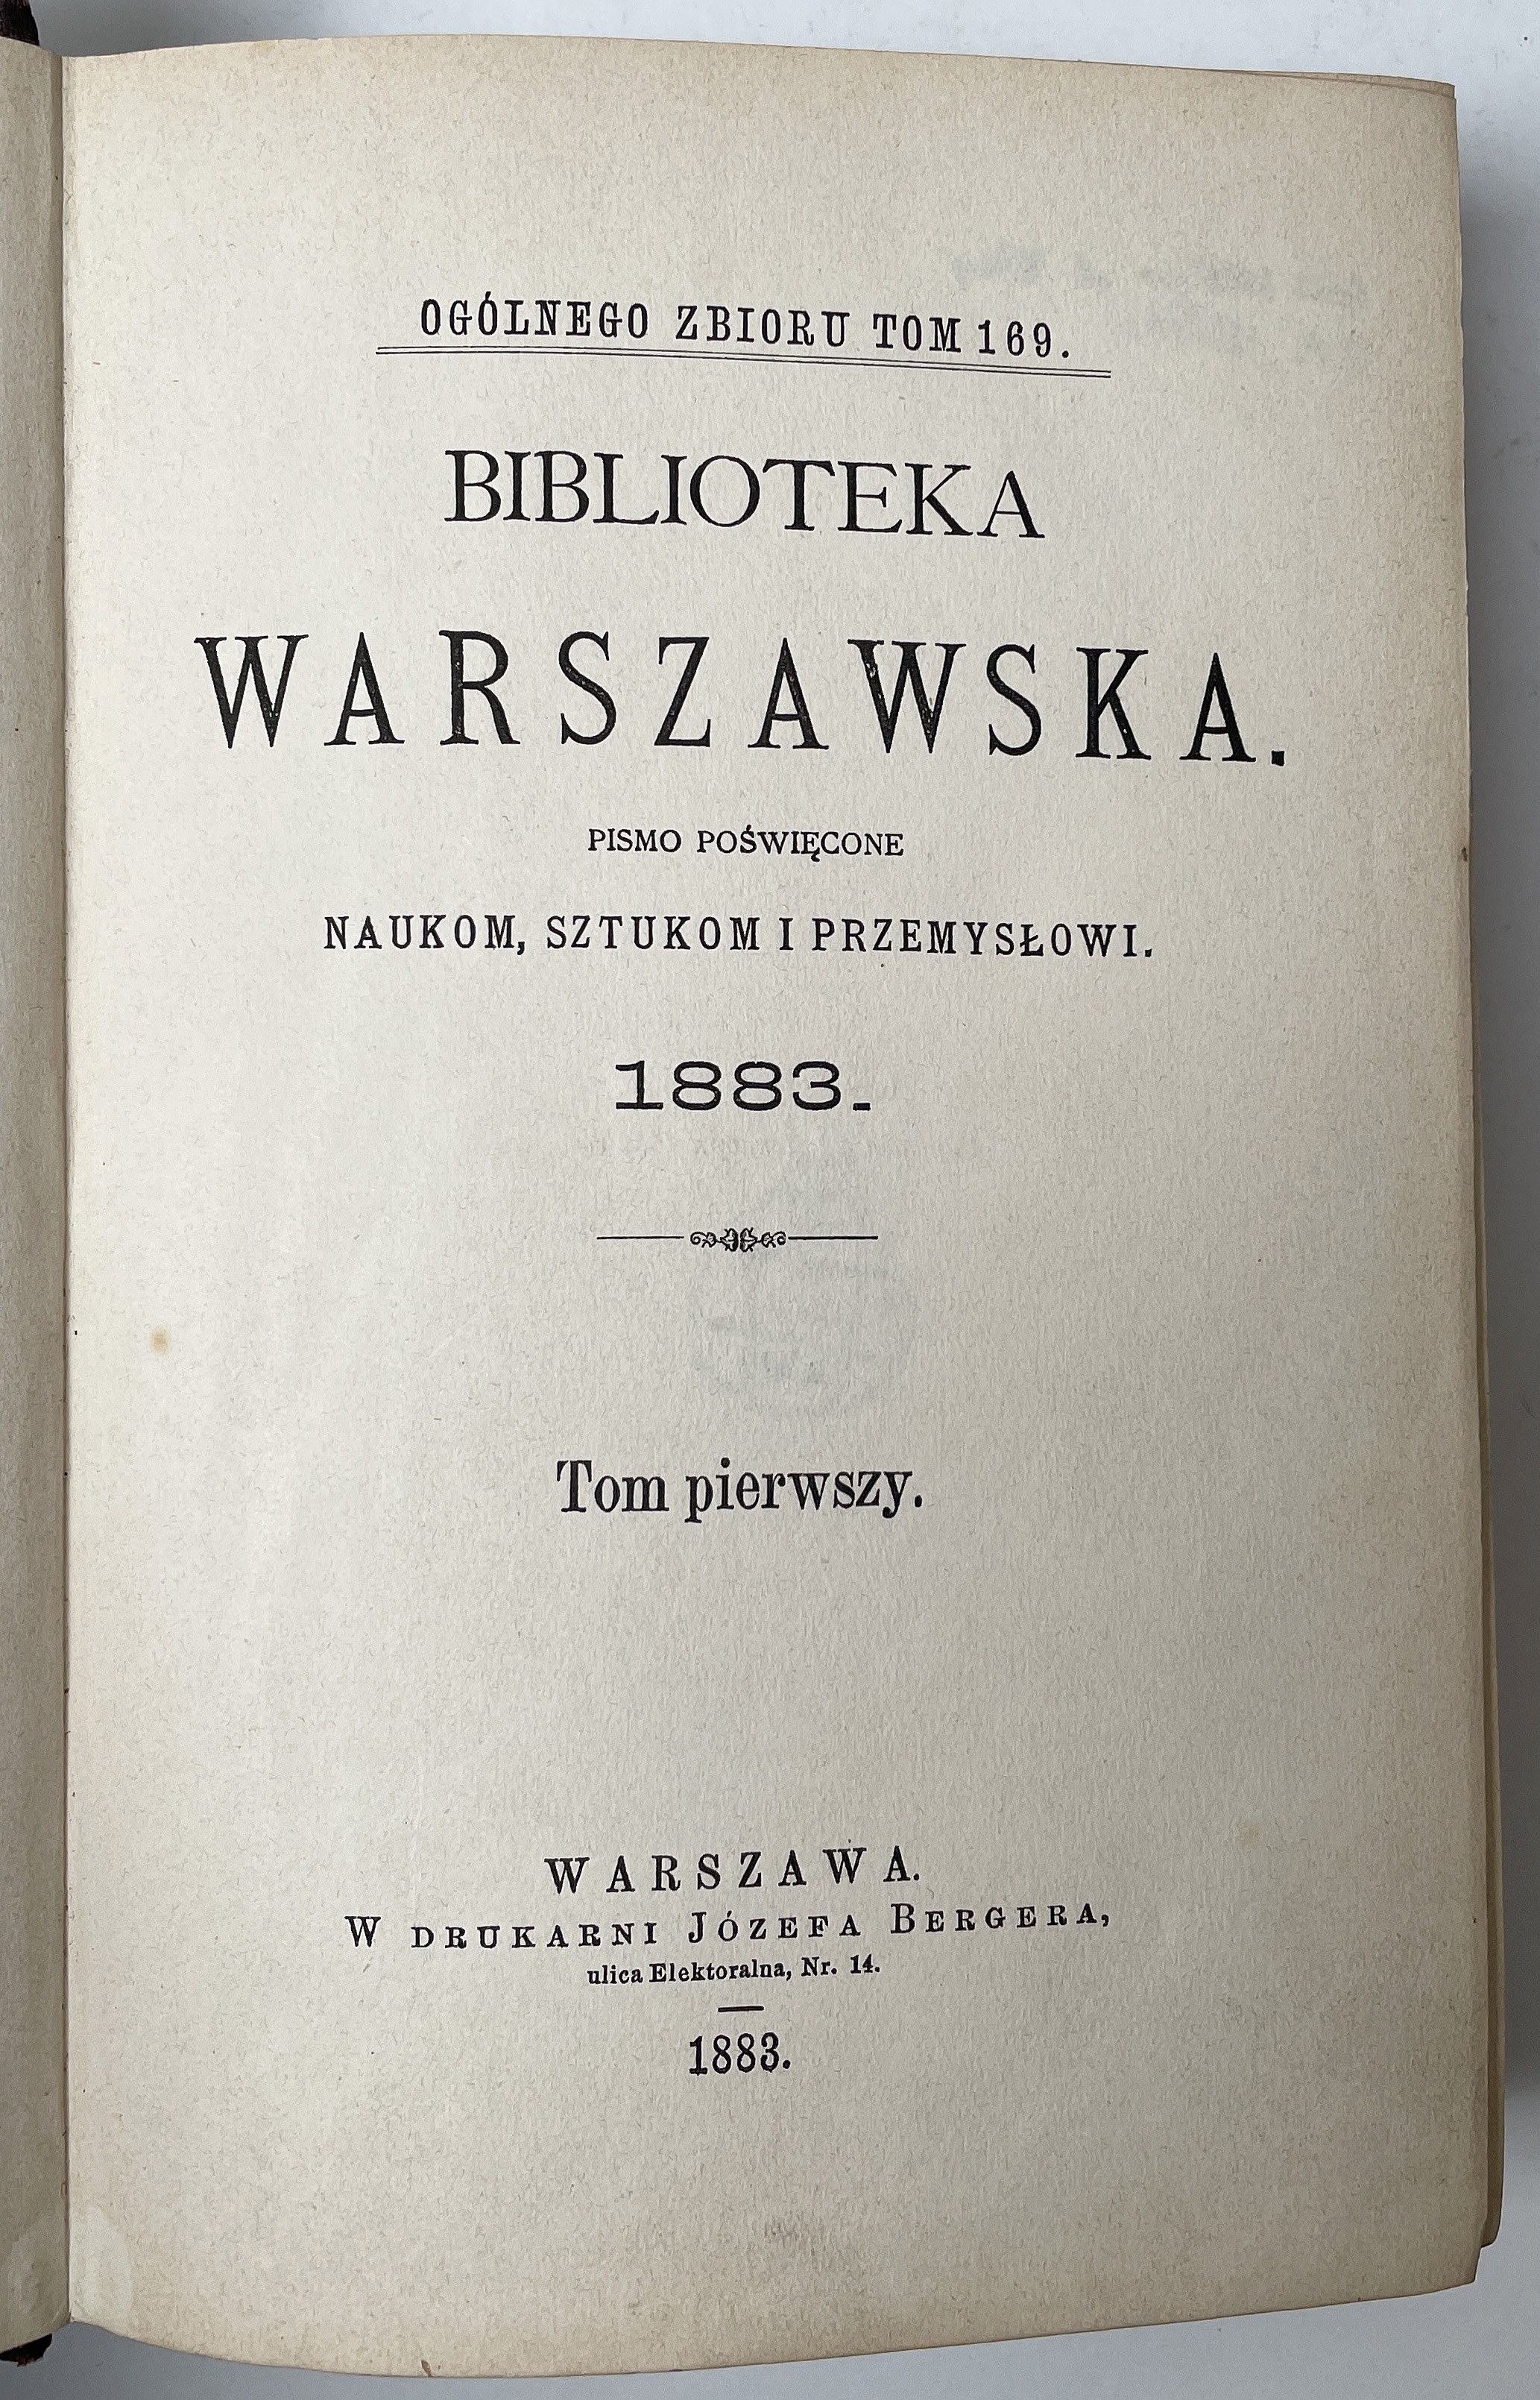 OGÓLNEGO ZBIORU TOM 169.
BIBLIOTEKA
WARSZAWSKA.
PISMO POŚWIĘCONE
NAUKOM, SZTUKOM I PRZEMYSŁOWI.
1883.
Tom pierwszy.
WARSZAWA.
W DRUKARNI JÓZEFA BERGERA,
ulica Elektoralna, Nr. 14.
1883.